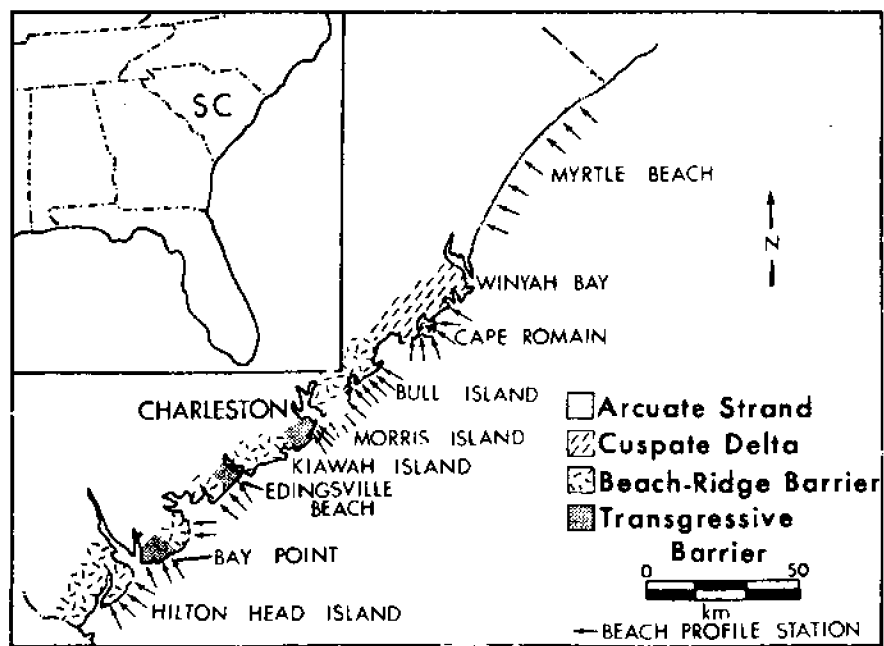 SC
MYRTLE BEACH
N
WINYAH BAY
CAPE ROMAIN
BULL ISLAND
CHARLESTON
MORRIS ISLAND
KIAWAH ISLAND
EDINGSVILLE
BEACH
BAY POINT
HILTON HEAD ISLAND
Arcuate Strand
Cuspate Delta
Beach-Ridge Barrier
Transgressive
Barrier
0 50
km
BEACH PROFILE STATION